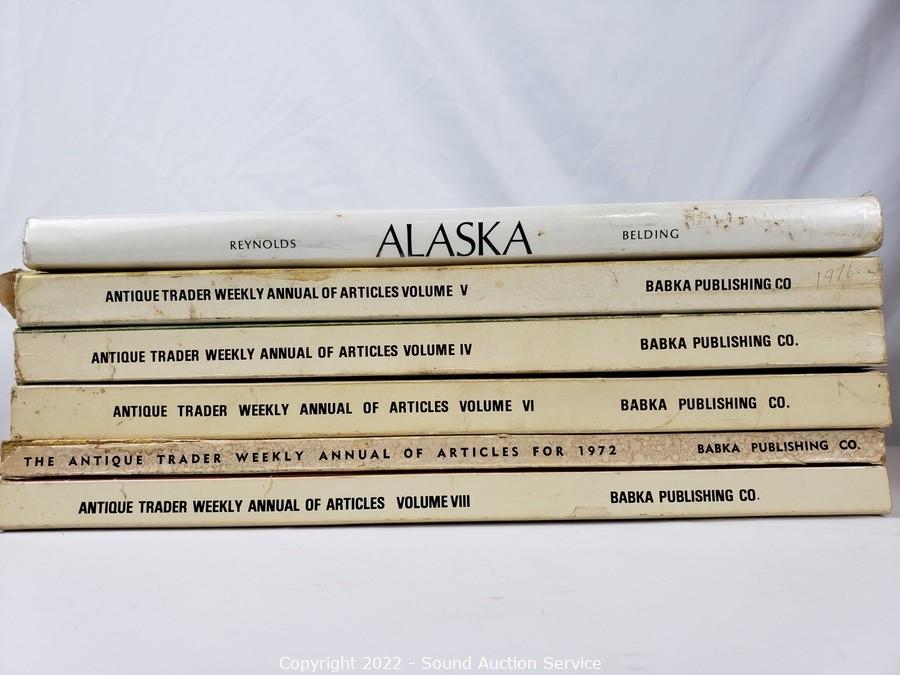 REYNOLDS ALASKA BELDING
ANTIQUE TRADER WEEKLY ANNUAL OF ARTICLES VOLUME V BABKA PUBLISHING CO 1976
ANTIQUE TRADER WEEKLY ANNUAL OF ARTICLES VOLUME IV BABKA PUBLISHING CO.
ANTIQUE TRADER WEEKLY ANNUAL OF ARTICLES VOLUME VI BABKA PUBLISHING CO.
THE ANTIQUE TRADER WEEKLY ANNUAL OF ARTICLES FOR 1972 BABKA PUBLISHING CO.
ANTIQUE TRADER WEEKLY ANNUAL OF ARTICLES VOLUME VIII BABKA PUBLISHING CO.
Copyright 2022 - Sound Auction Service